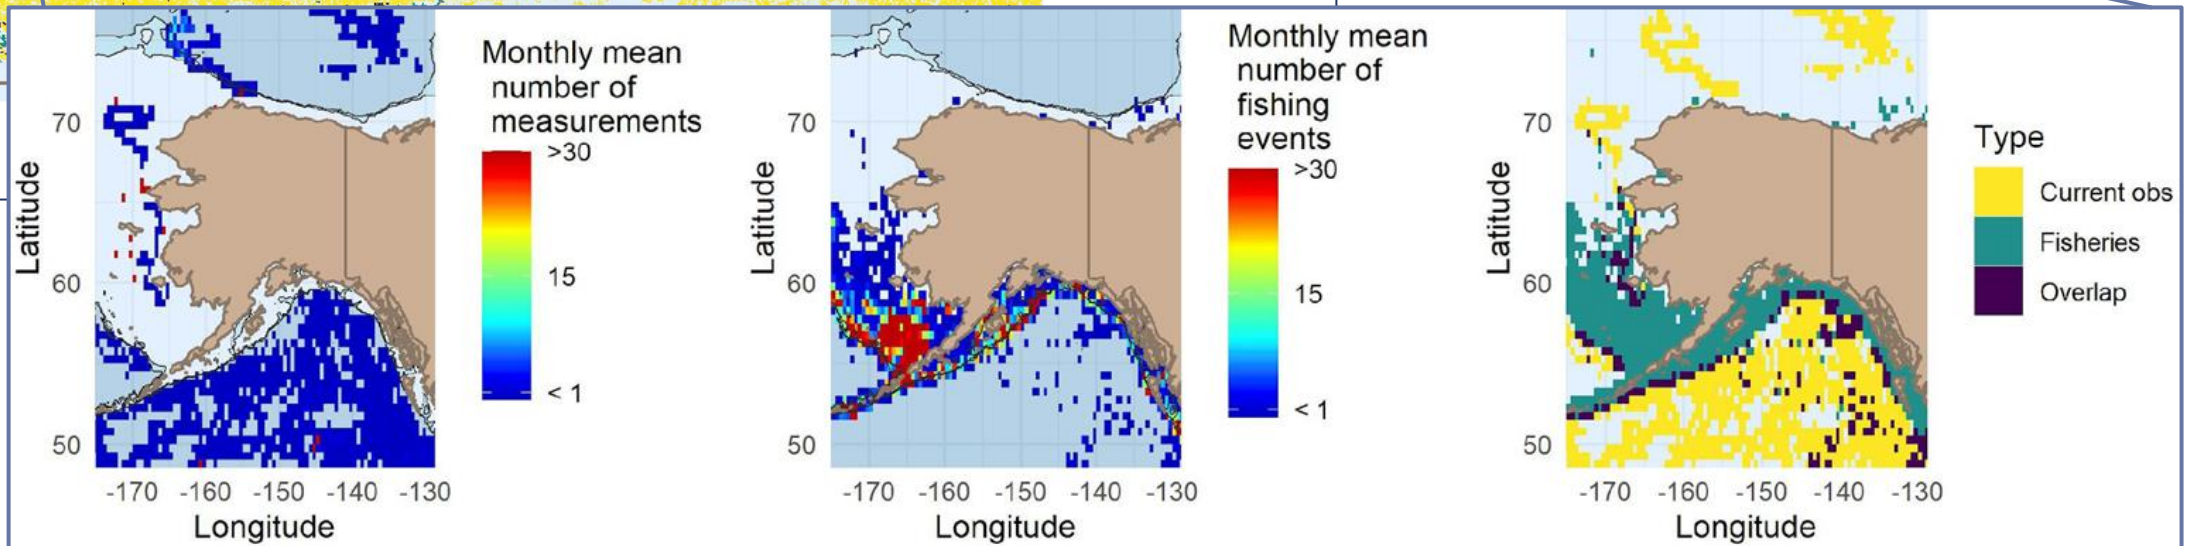 Latitude
70
60
50
-170 -160 -150 -140 -130
Longitude
Monthly mean
number of
measurements
>30
15
< 1
Latitude
70
60
50
-170 -160 -150 -140 -130
Longitude
Monthly mean
number of
fishing
events
>30
15
< 1
Latitude
70
60
50
-170 -160 -150 -140 -130
Longitude
Type
Current obs
Fisheries
Overlap